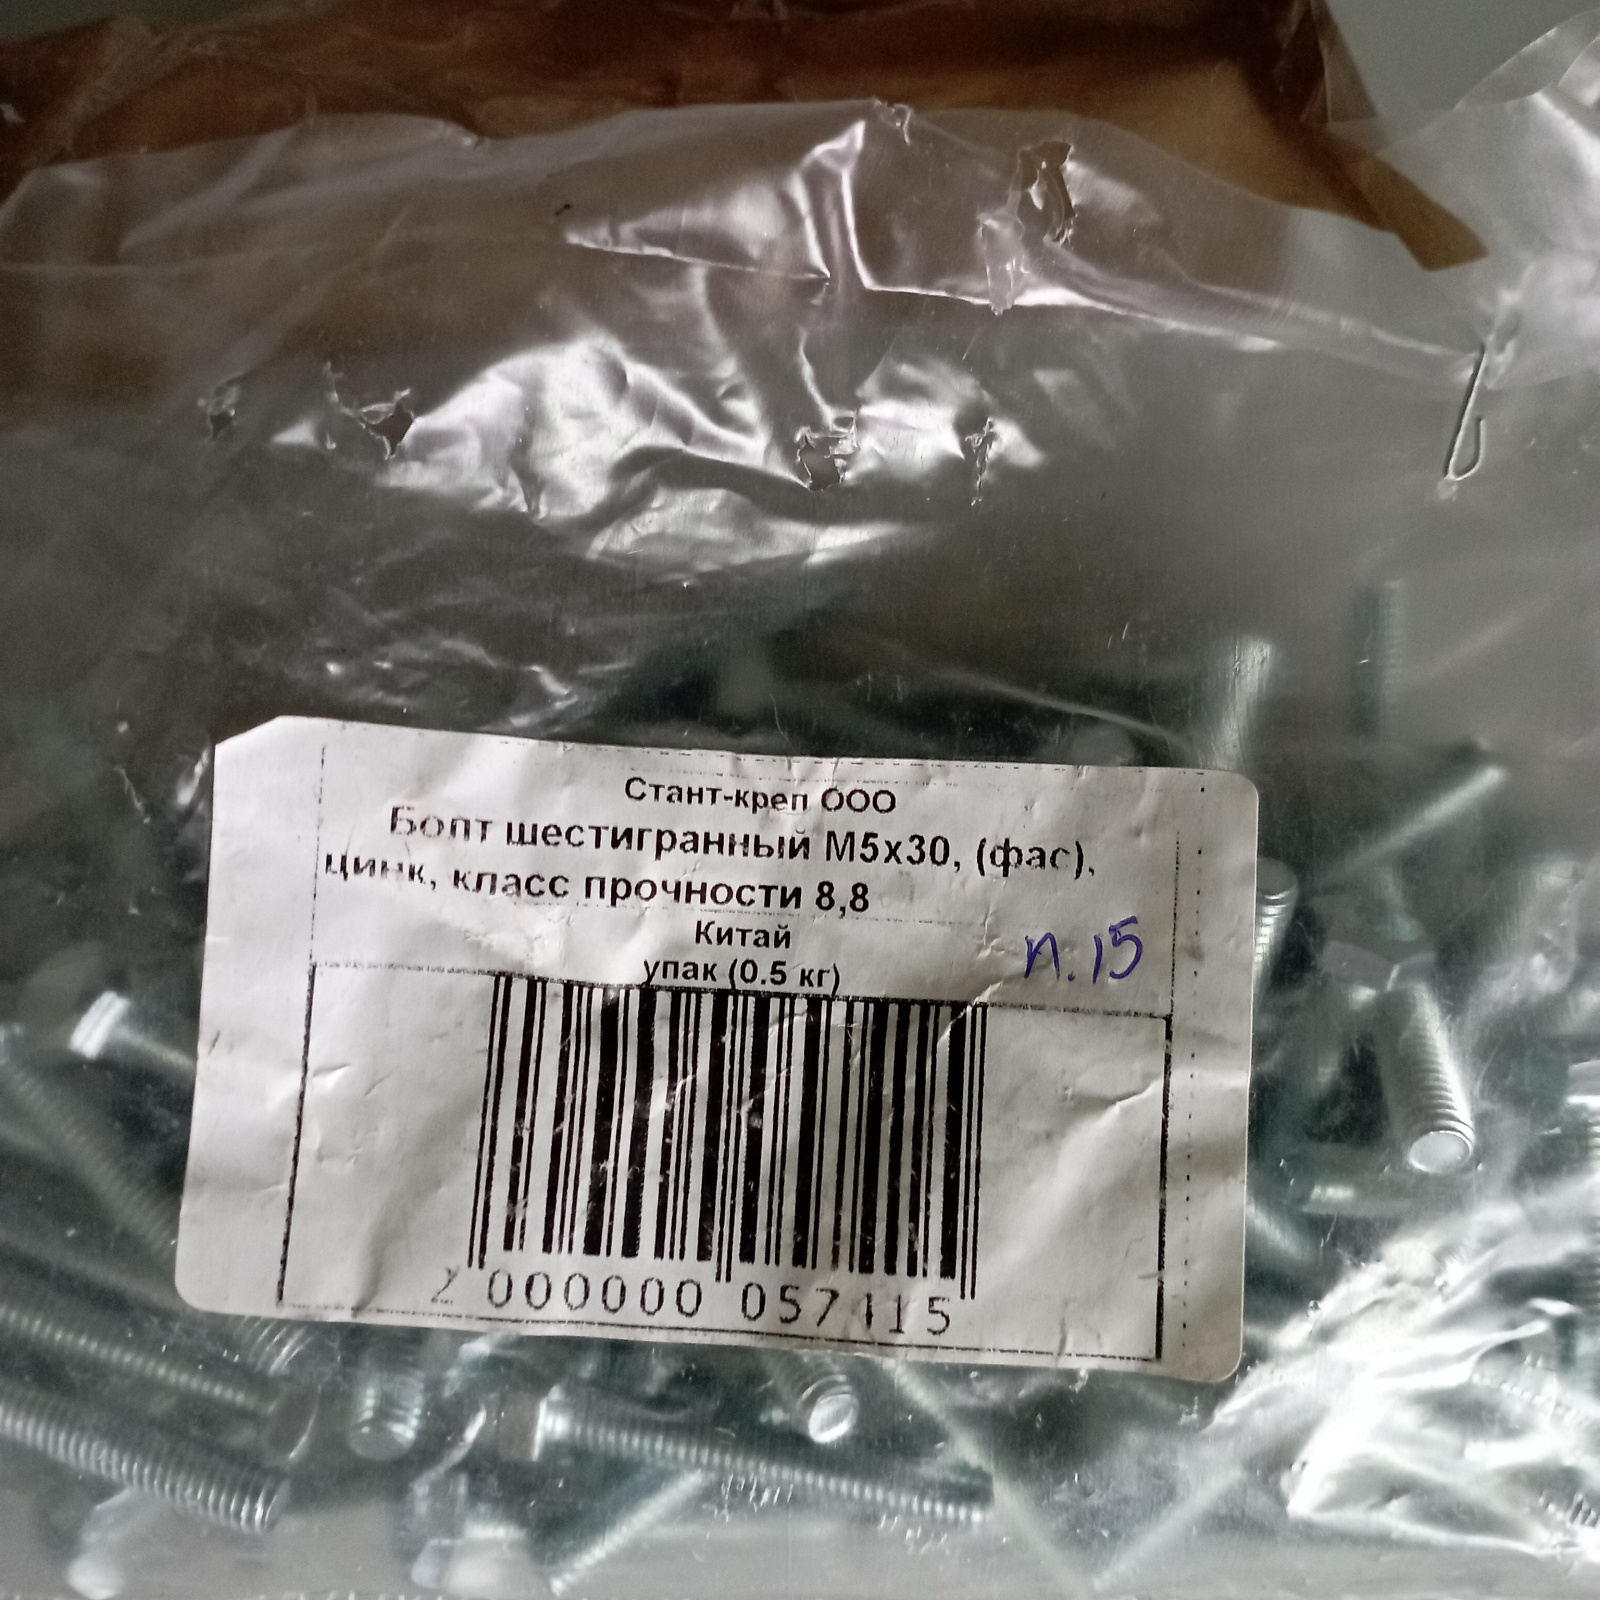 Стант-креп ООО
Болт шестигранный М5х30, (фас),
цинк, класс прочности 8,8
Китай
упак (0.5 кг)
п.15
2 000000 057115